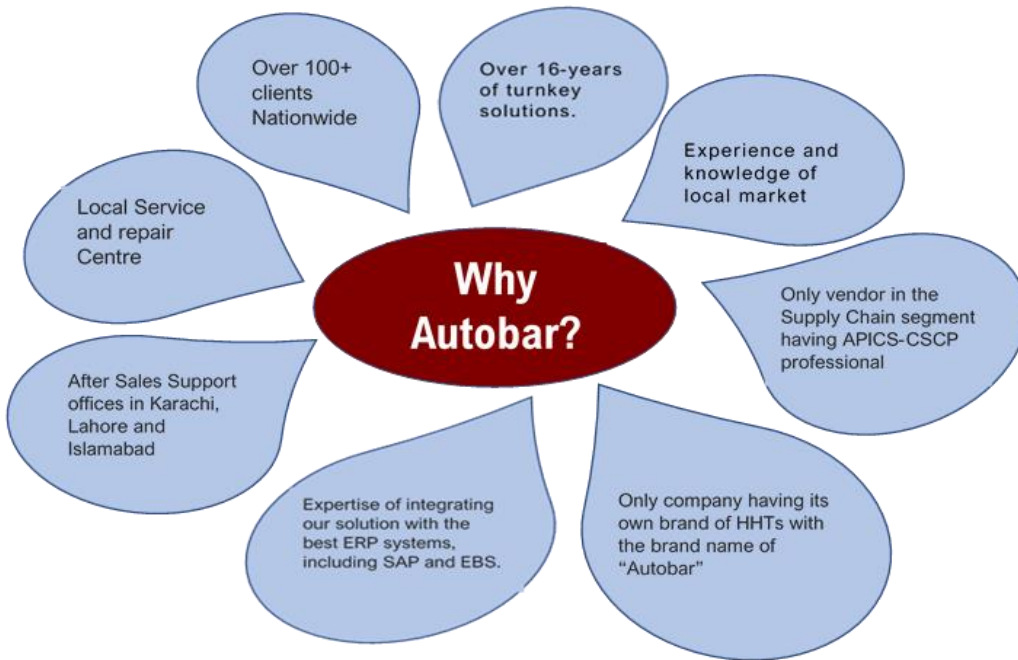 Over 100+
clients
Nationwide
Over 16-years
of turnkey
solutions.
Experience and
knowledge of
local market
Local Service
and repair
Centre
Why
Autobar?
Only vendor in the
Supply Chain segment
having APICS-CSCP
professional
After Sales Support
offices in Karachi,
Lahore and
Islamabad
Expertise of integrating
our solution with the
best ERP systems,
including SAP and EBS.
Only company having its
own brand of HHTs with
the brand name of
“Autobar”